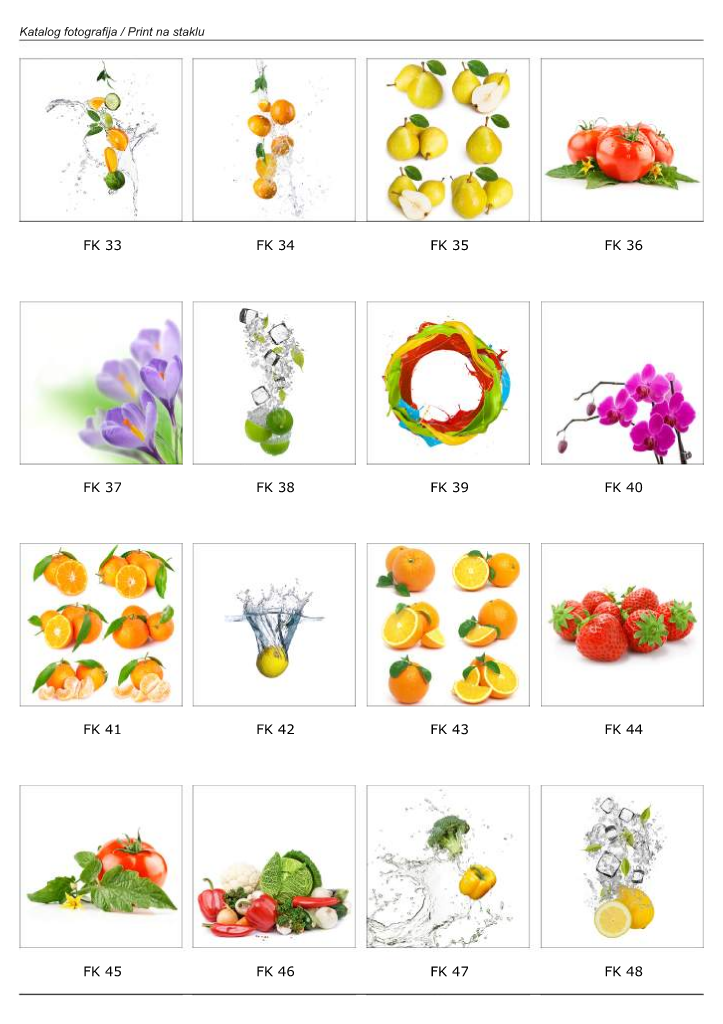 Katalog fotografija / Print na staklu
FK 33
FK 34
FK 35
FK 36
FK 37
FK 38
FK 39
FK 40
FK 41
FK 42
FK 43
FK 44
FK 45
FK 46
FK 47
FK 48